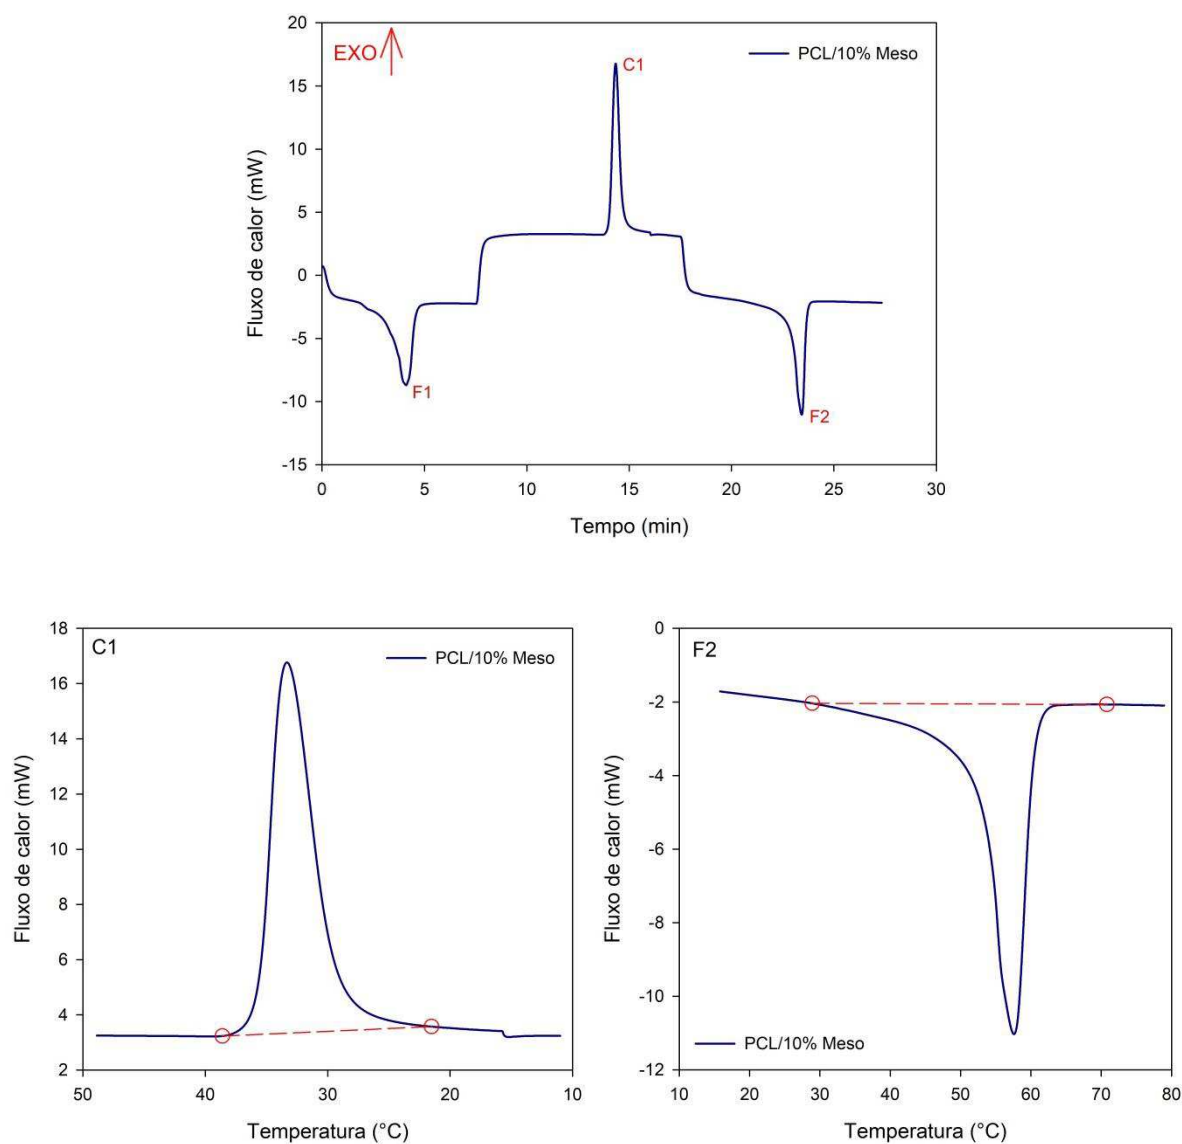 20
15
10
5
0
-5
-10
-15
EXO
PCL/10% Meso
C1
F1
F2
Fluxo de calor (mW)
0 5 10 15 20 25 30
Tempo (min)
18
16
14
12
10
8
6
4
2
C1
PCL/10% Meso
Fluxo de calor (mW)
50 40 30 20 10
Temperatura (°C)
0
-2
-4
-6
-8
-10
-12
F2
PCL/10% Meso
Fluxo de calor (mW)
10 20 30 40 50 60 70 80
Temperatura (°C)